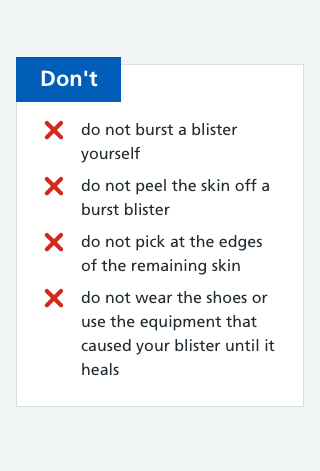 Don't
do not burst a blister
yourself
do not peel the skin off a
burst blister
do not pick at the edges
of the remaining skin
do not wear the shoes or
use the equipment that
caused your blister until it
heals